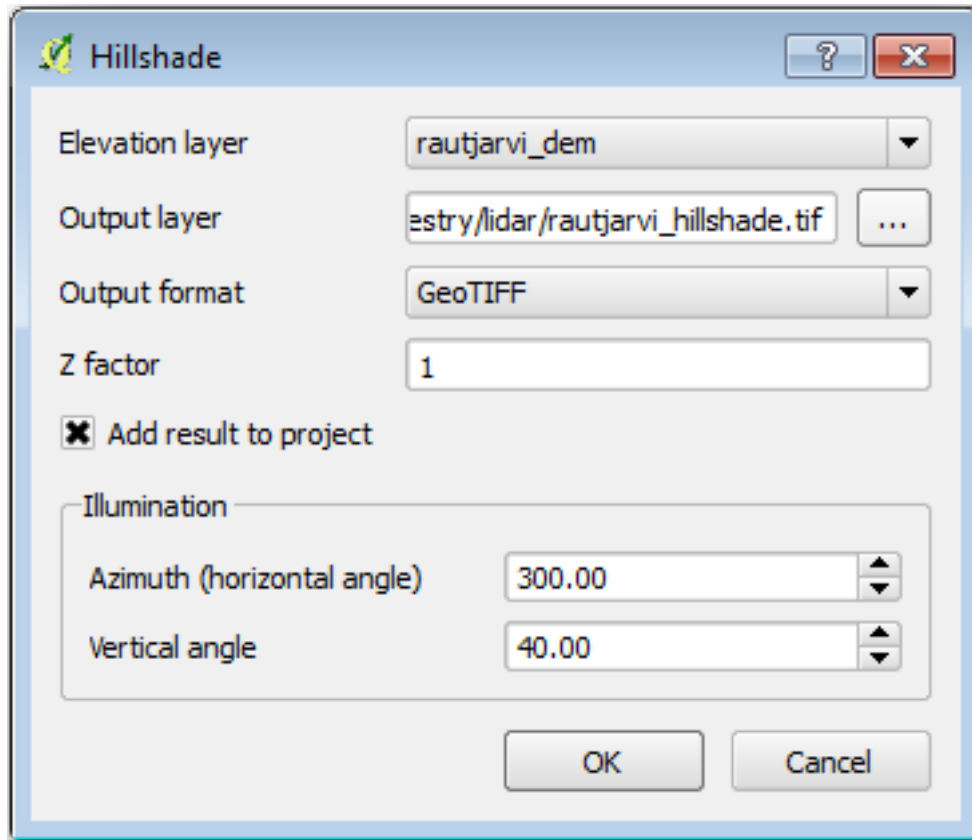 Hillshade
Elevation layer rautjarvi_dem
Output layer estry/lidar/rautjarvi_hillshade.tif ...
Output format GeoTIFF
Z factor 1
Add result to project
Illumination
Azimuth (horizontal angle) 300.00
Vertical angle 40.00
OK Cancel